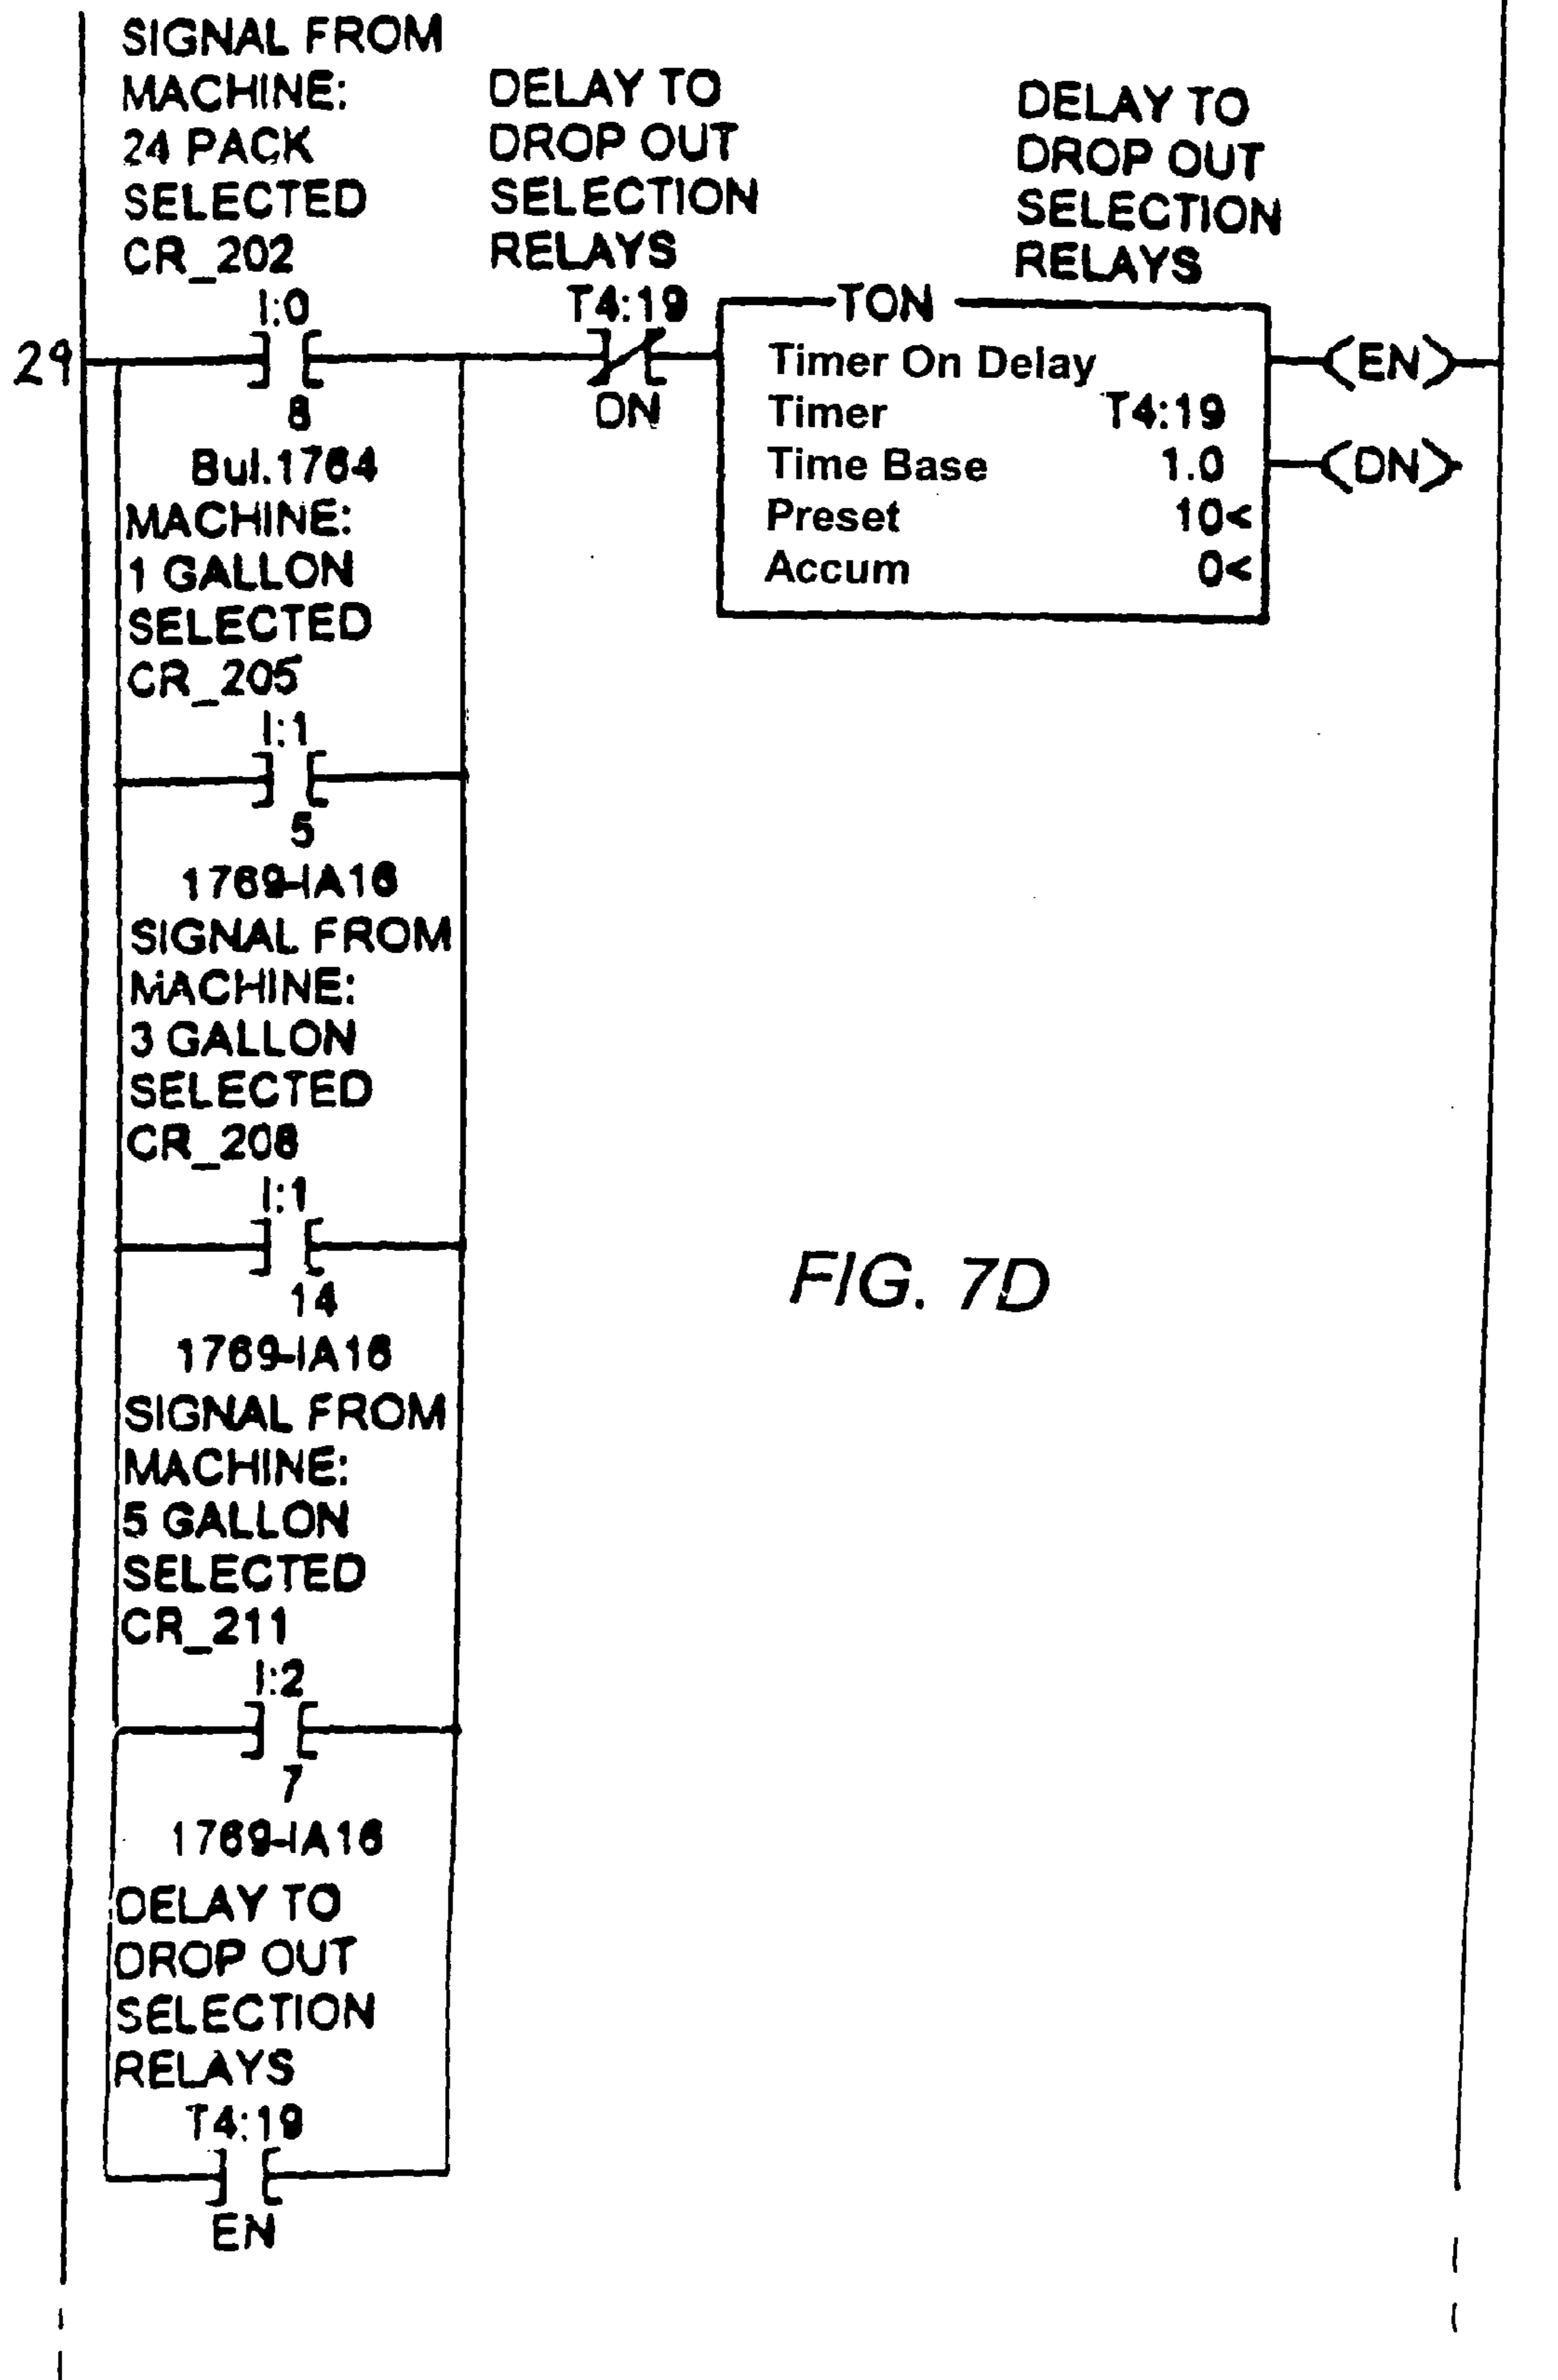 SIGNAL FROM
MACHINE:
24 PACK
SELECTED
CR_202
I:0
8
Bul.1764
DELAY TO
DROP OUT
SELECTION
RELAYS
T4:19
DN
DELAY TO
DROP OUT
SELECTION
RELAYS
TON
Timer On Delay
Timer T4:19
Time Base 1.0
Preset 10<
Accum 0<
(EN)
(DN)
29
MACHINE:
1 GALLON
SELECTED
CR_205
I:1
5
1769-IA16
SIGNAL FROM
MACHINE:
3 GALLON
SELECTED
CR_208
I:1
14
1769-IA16
SIGNAL FROM
MACHINE:
5 GALLON
SELECTED
CR_211
I:2
7
1769-IA16
DELAY TO
DROP OUT
SELECTION
RELAYS
T4:19
EN
FIG. 7D